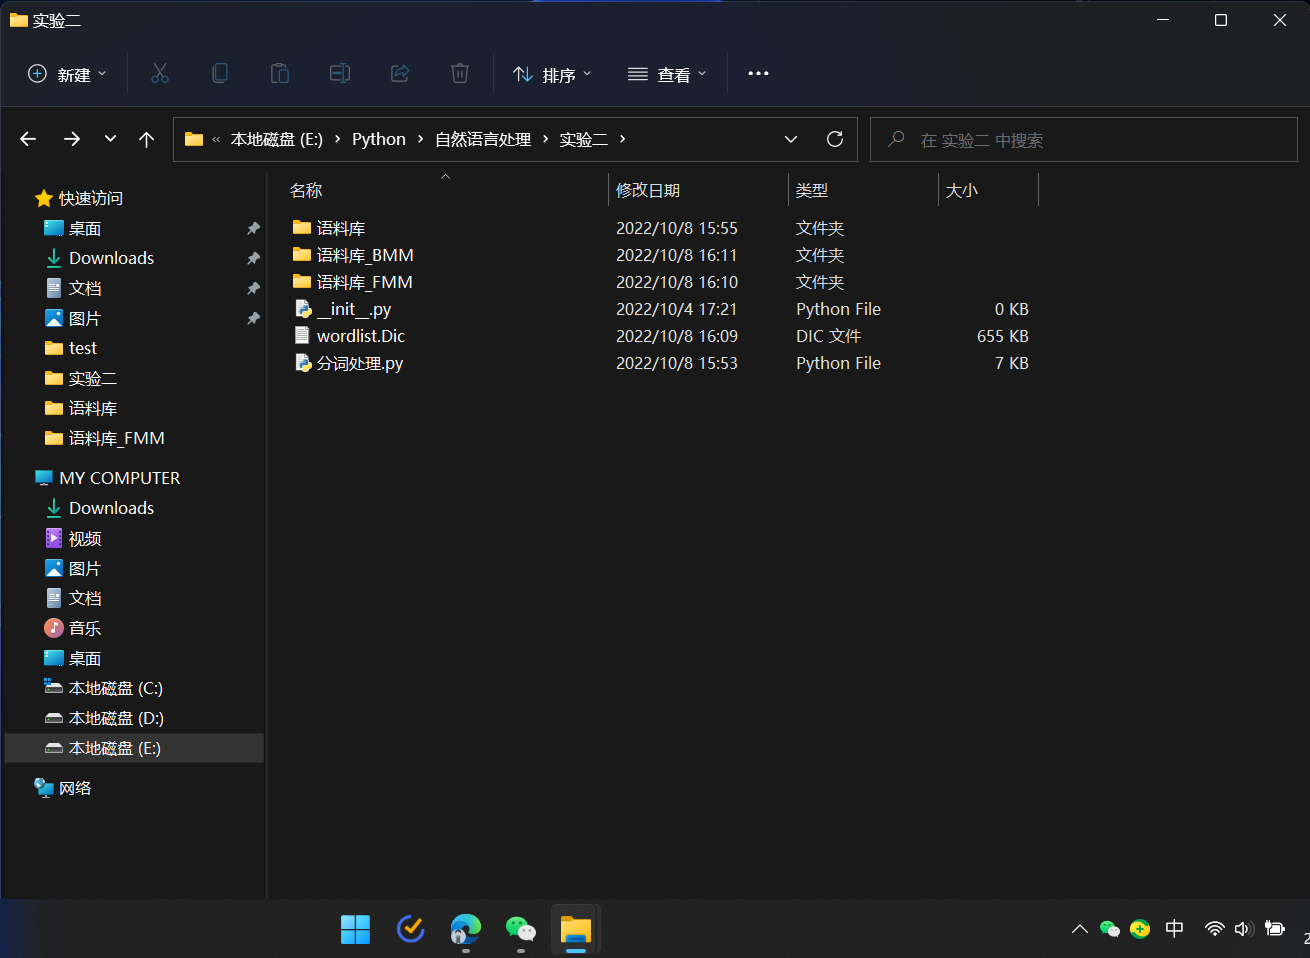 实验二
新建
排序
查看
« 本地磁盘 (E:) › Python › 自然语言处理 › 实验二 ›
在 实验二 中搜索
名称 修改日期 类型 大小
语料库 2022/10/8 15:55 文件夹
语料库_BMM 2022/10/8 16:11 文件夹
语料库_FMM 2022/10/8 16:10 文件夹
__init__.py 2022/10/4 17:21 Python File 0 KB
wordlist.Dic 2022/10/8 16:09 DIC 文件 655 KB
分词处理.py 2022/10/8 15:53 Python File 7 KB
快速访问
桌面
Downloads
文档
图片
test
实验二
语料库
语料库_FMM
MY COMPUTER
Downloads
视频
图片
文档
音乐
桌面
本地磁盘 (C:)
本地磁盘 (D:)
本地磁盘 (E:)
网络
中
2